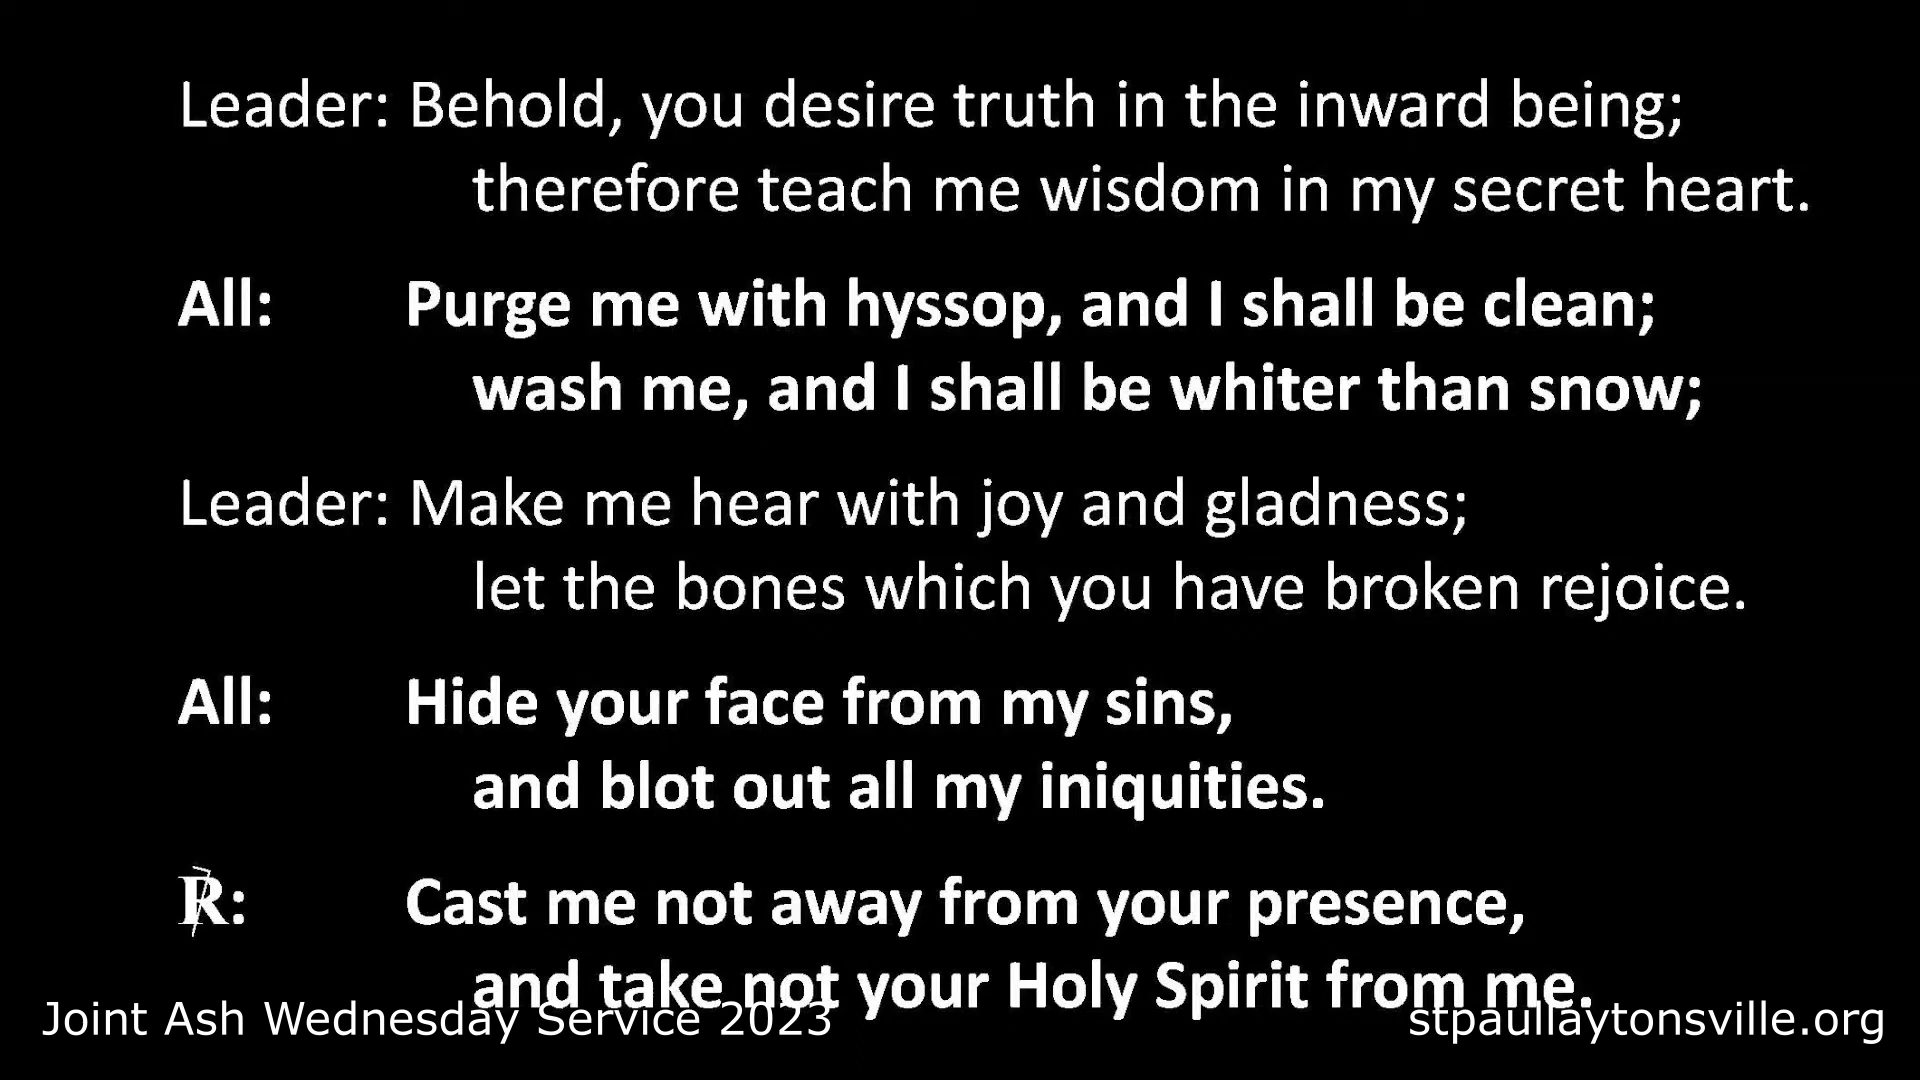 Leader: Behold, you desire truth in the inward being;
therefore teach me wisdom in my secret heart.
All: Purge me with hyssop, and I shall be clean;
wash me, and I shall be whiter than snow;
Leader: Make me hear with joy and gladness;
let the bones which you have broken rejoice.
All: Hide your face from my sins,
and blot out all my iniquities.
℟: Cast me not away from your presence,
and take not your Holy Spirit from me.
Joint Ash Wednesday Service 2023
stpaullaytonsville.org